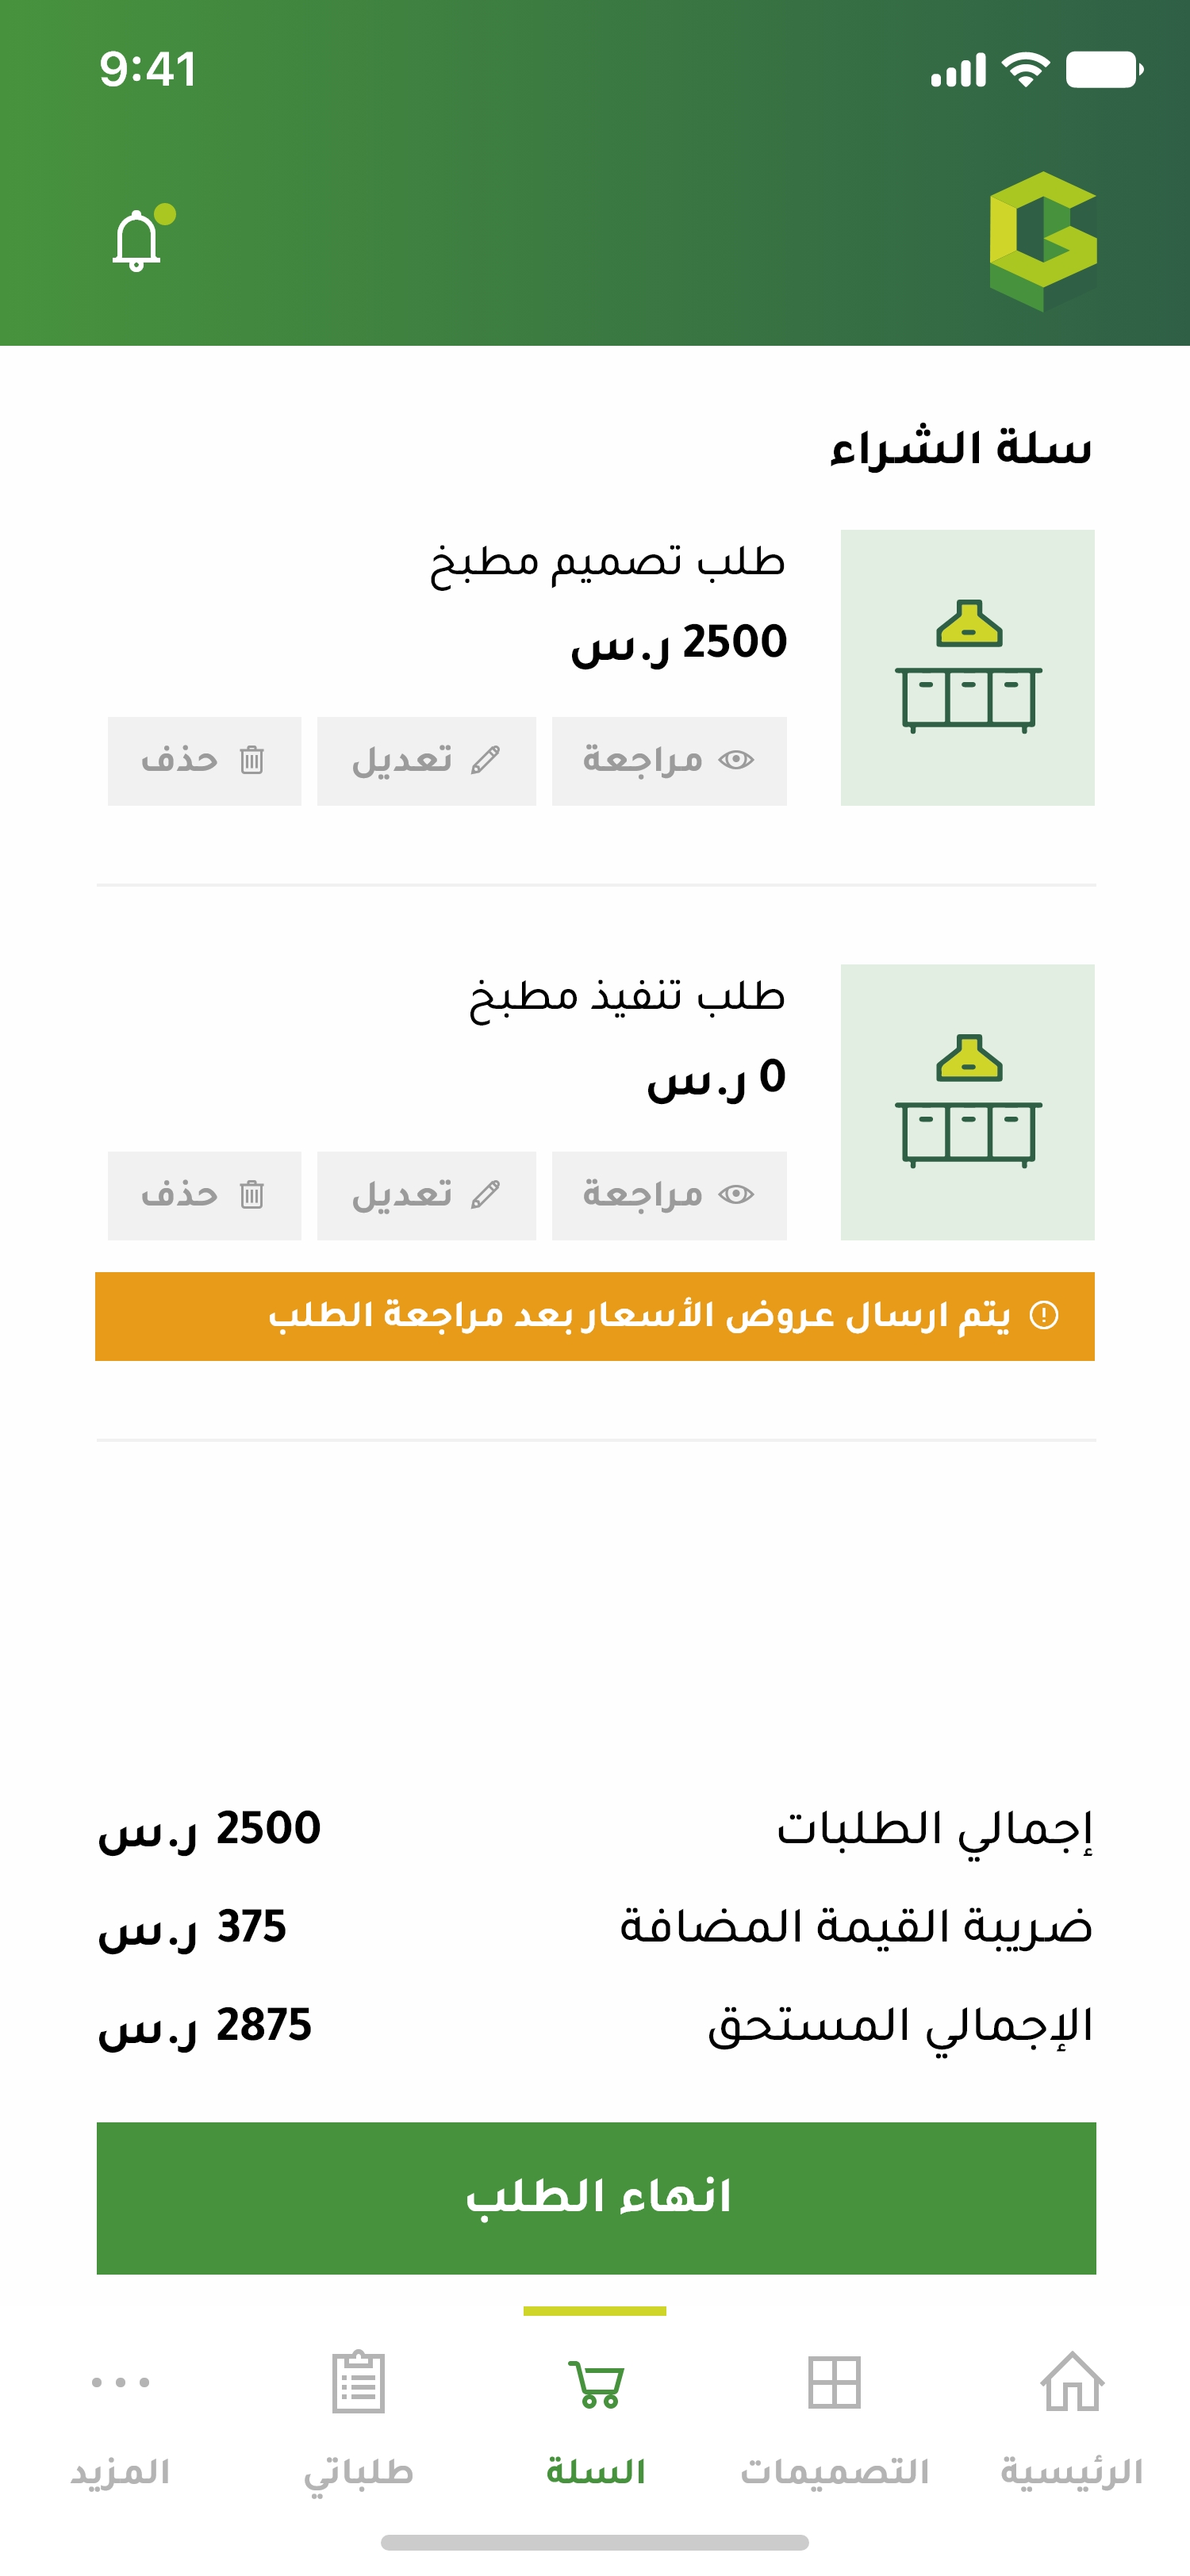 9:41
سلة الشراء
طلب تصميم مطبخ
2500 ر.س
مراجعة
تعديل
حذف
طلب تنفيذ مطبخ
0 ر.س
مراجعة
تعديل
حذف
يتم ارسال عروض الأسعار بعد مراجعة الطلب
إجمالي الطلبات 2500 ر.س
ضريبة القيمة المضافة 375 ر.س
الإجمالي المستحق 2875 ر.س
انهاء الطلب
الرئيسية
التصميمات
السلة
طلباتي
المزيد